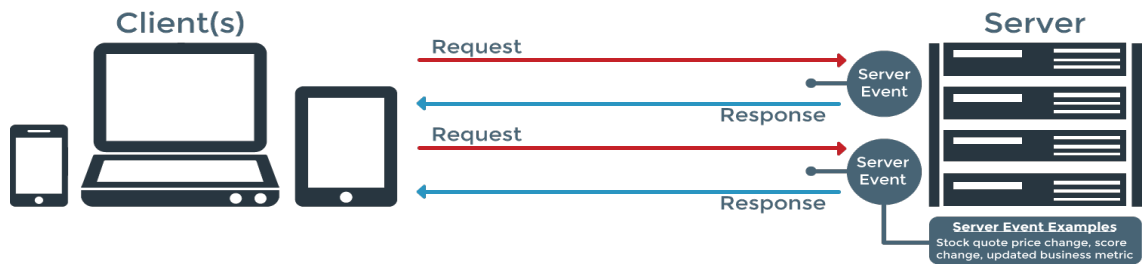 Client(s)
Server
Request
Server
Event
Response
Request
Server
Event
Response
Server Event Examples
Stock quote price change, score
change, updated business metric